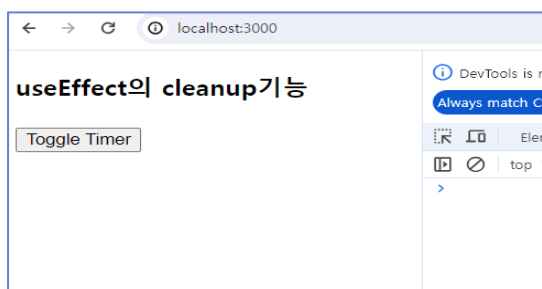 localhost:3000
DevTools is
useEffect의 cleanup기능
Always match
Toggle Timer
top